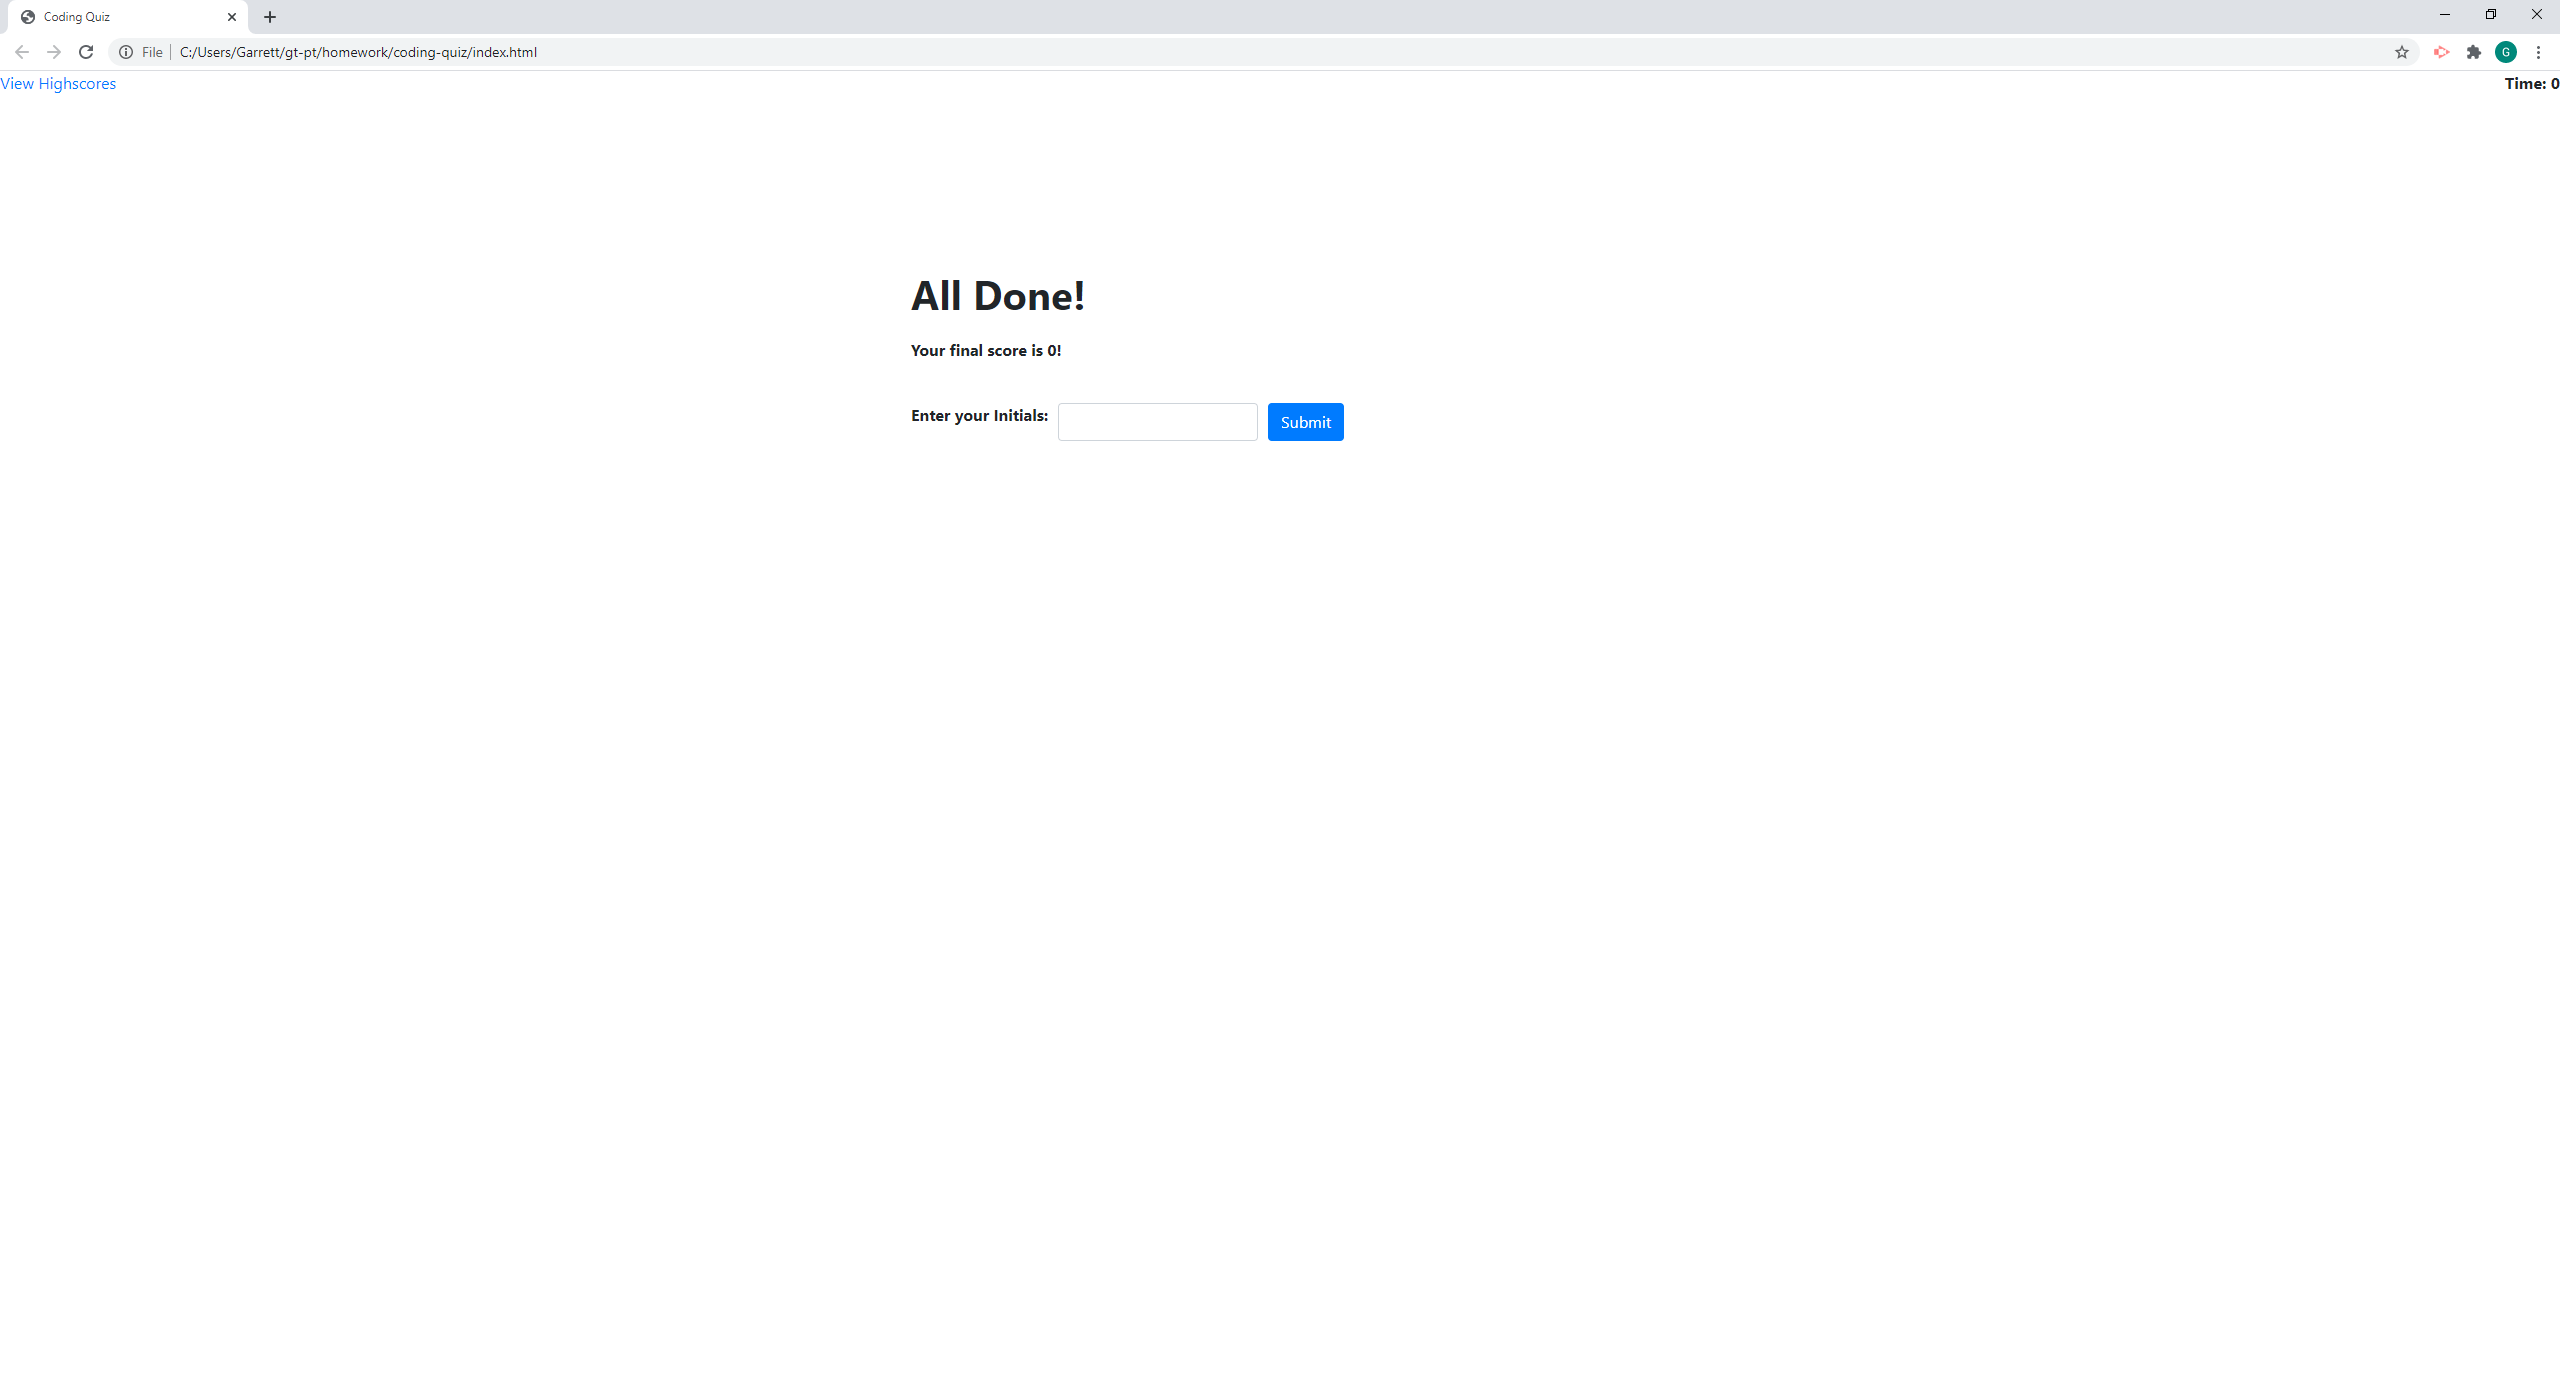 Coding Quiz
File C:/Users/Garrett/gt-pt/homework/coding-quiz/index.html
G
View Highscores
Time: 0
All Done!
Your final score is 0!
Enter your Initials:
Submit